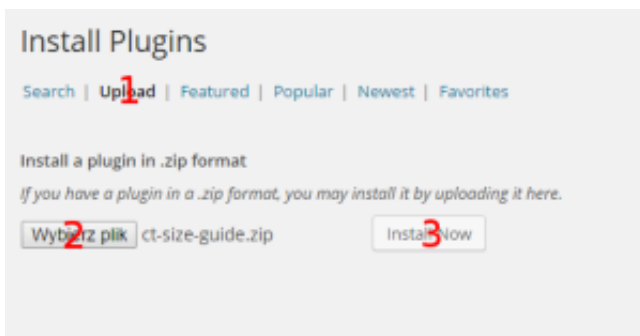 Install Plugins
Search | Upload | Featured | Popular | Newest | Favorites
1
Install a plugin in .zip format
If you have a plugin in a .zip format, you may install it by uploading it here.
Wybierz plik ct-size-guide.zip Install Now
2 3